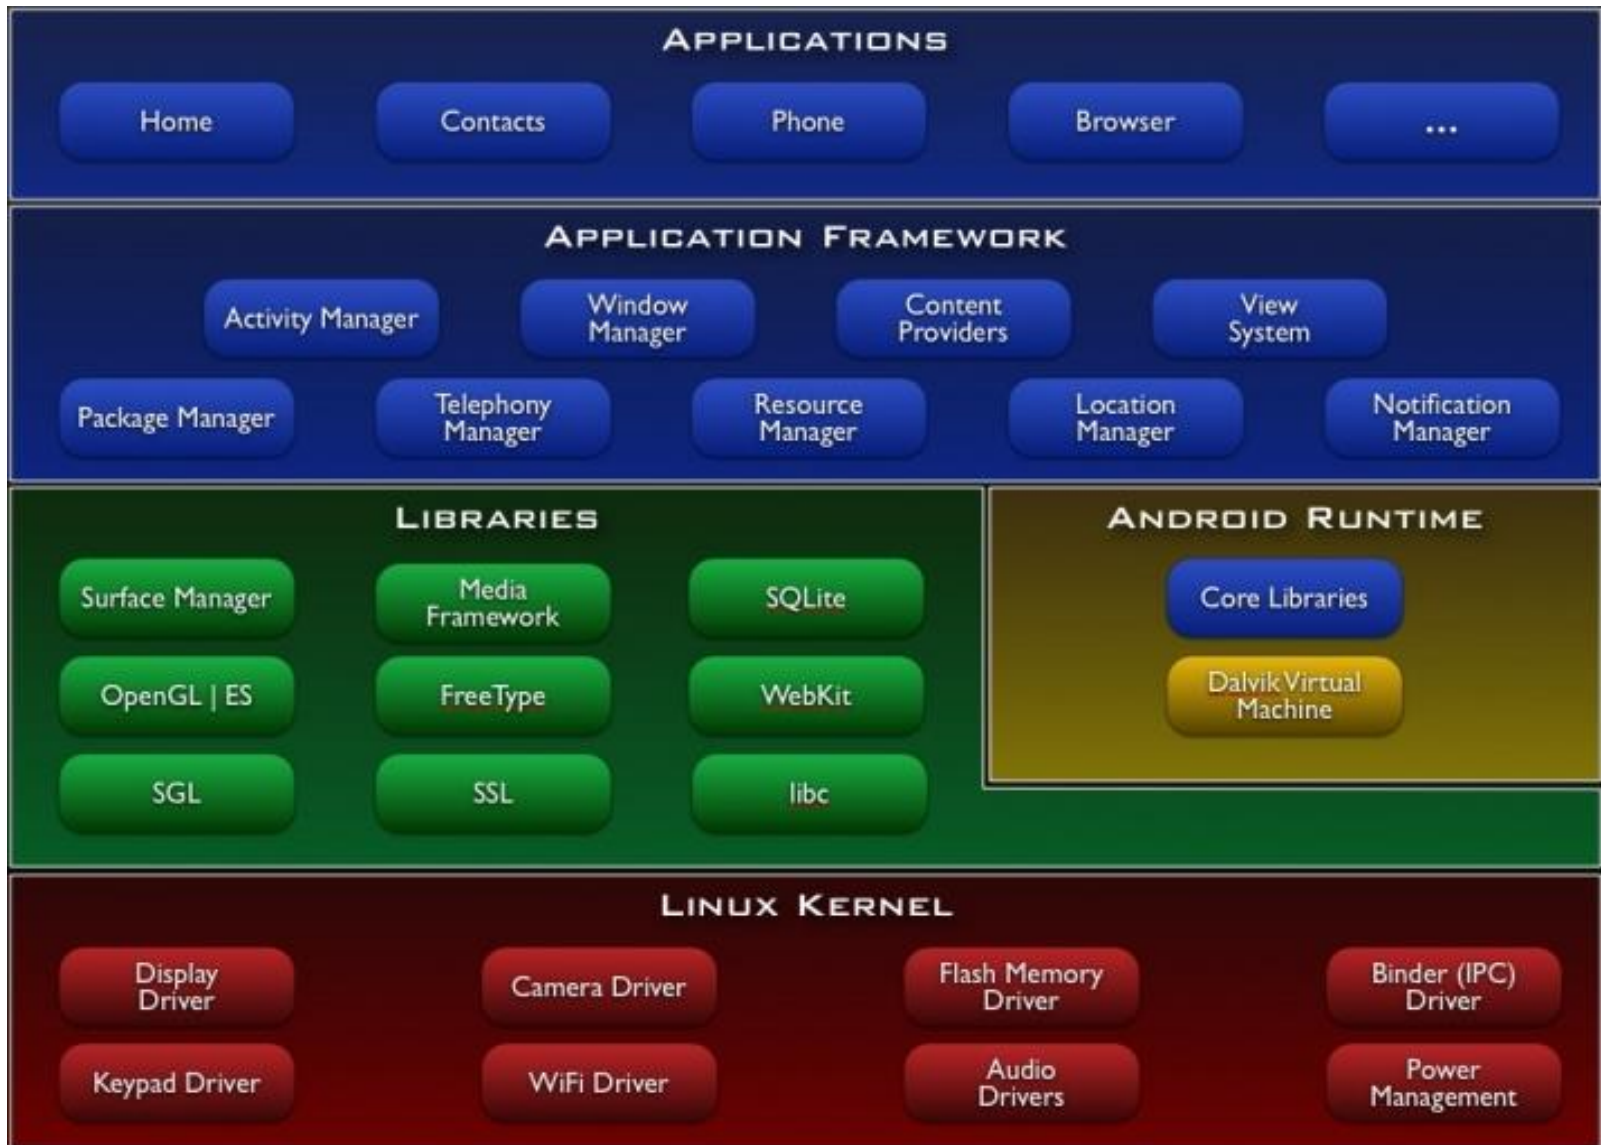 APPLICATIONS
Home
Contacts
Phone
Browser
...
APPLICATION FRAMEWORK
Activity Manager
Window
Manager
Content
Providers
View
System
Package Manager
Telephony
Manager
Resource
Manager
Location
Manager
Notification
Manager
LIBRARIES
Surface Manager
Media
Framework
SQLite
OpenGL | ES
FreeType
WebKit
SGL
SSL
libc
ANDROID RUNTIME
Core Libraries
Dalvik Virtual
Machine
LINUX KERNEL
Display
Driver
Camera Driver
Flash Memory
Driver
Binder (IPC)
Driver
Keypad Driver
WiFi Driver
Audio
Drivers
Power
Management